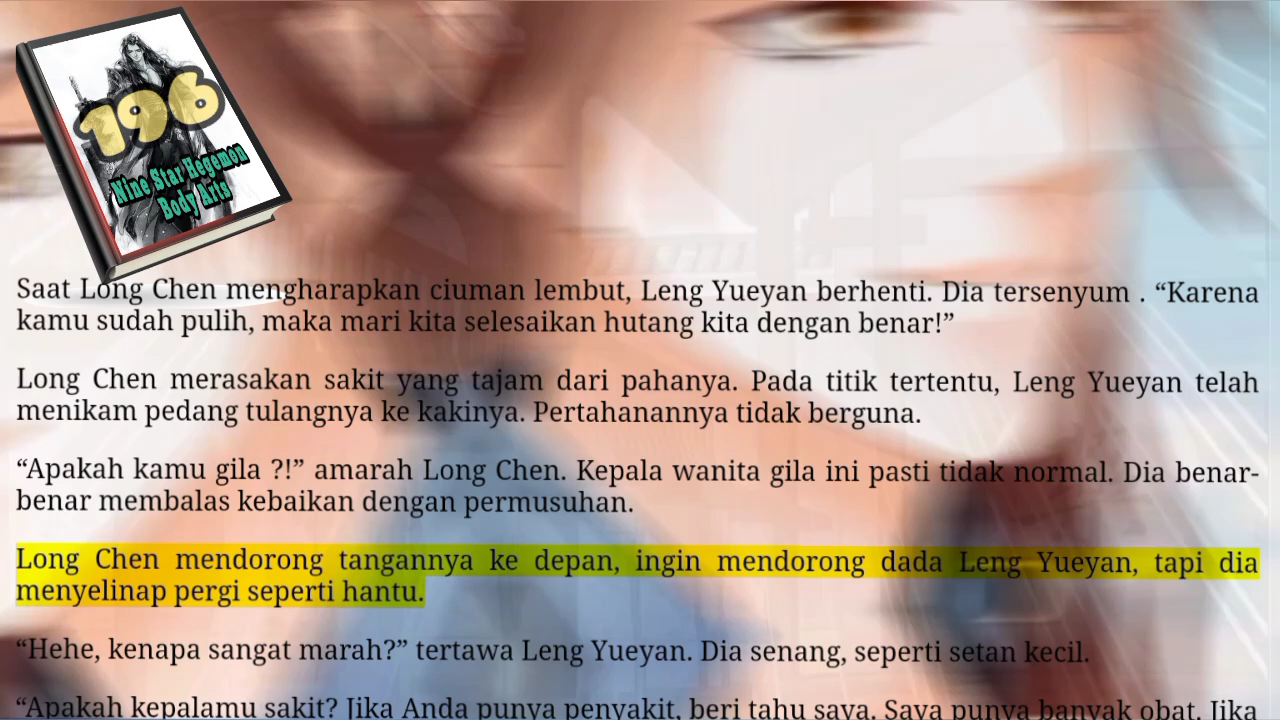 196
Nine Star Hegemon
Body Arts
Saat Long Chen mengharapkan ciuman lembut, Leng Yueyan berhenti. Dia tersenyum . “Karena
kamu sudah pulih, maka mari kita selesaikan hutang kita dengan benar!”
Long Chen merasakan sakit yang tajam dari pahanya. Pada titik tertentu, Leng Yueyan telah
menikam pedang tulangnya ke kakinya. Pertahanannya tidak berguna.
“Apakah kamu gila ?!” amarah Long Chen. Kepala wanita gila ini pasti tidak normal. Dia benar-
benar membalas kebaikan dengan permusuhan.
Long Chen mendorong tangannya ke depan, ingin mendorong dada Leng Yueyan, tapi dia
menyelinap pergi seperti hantu.
“Hehe, kenapa sangat marah?” tertawa Leng Yueyan. Dia senang, seperti setan kecil.
“Apakah kepalamu sakit? Jika Anda punya penyakit, beri tahu saya. Saya punya banyak obat. Jika